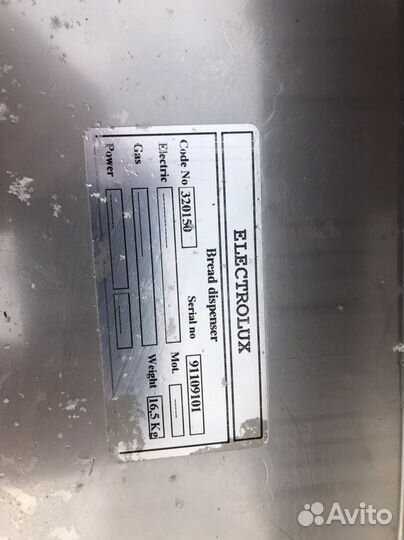 ELECTROLUX
Bread dispenser
Code No 320150 Serial no 91109101
Electric -------- Mot. -----
Gas --------
Power ----- ----- Weight 16.5 Kg
Avito